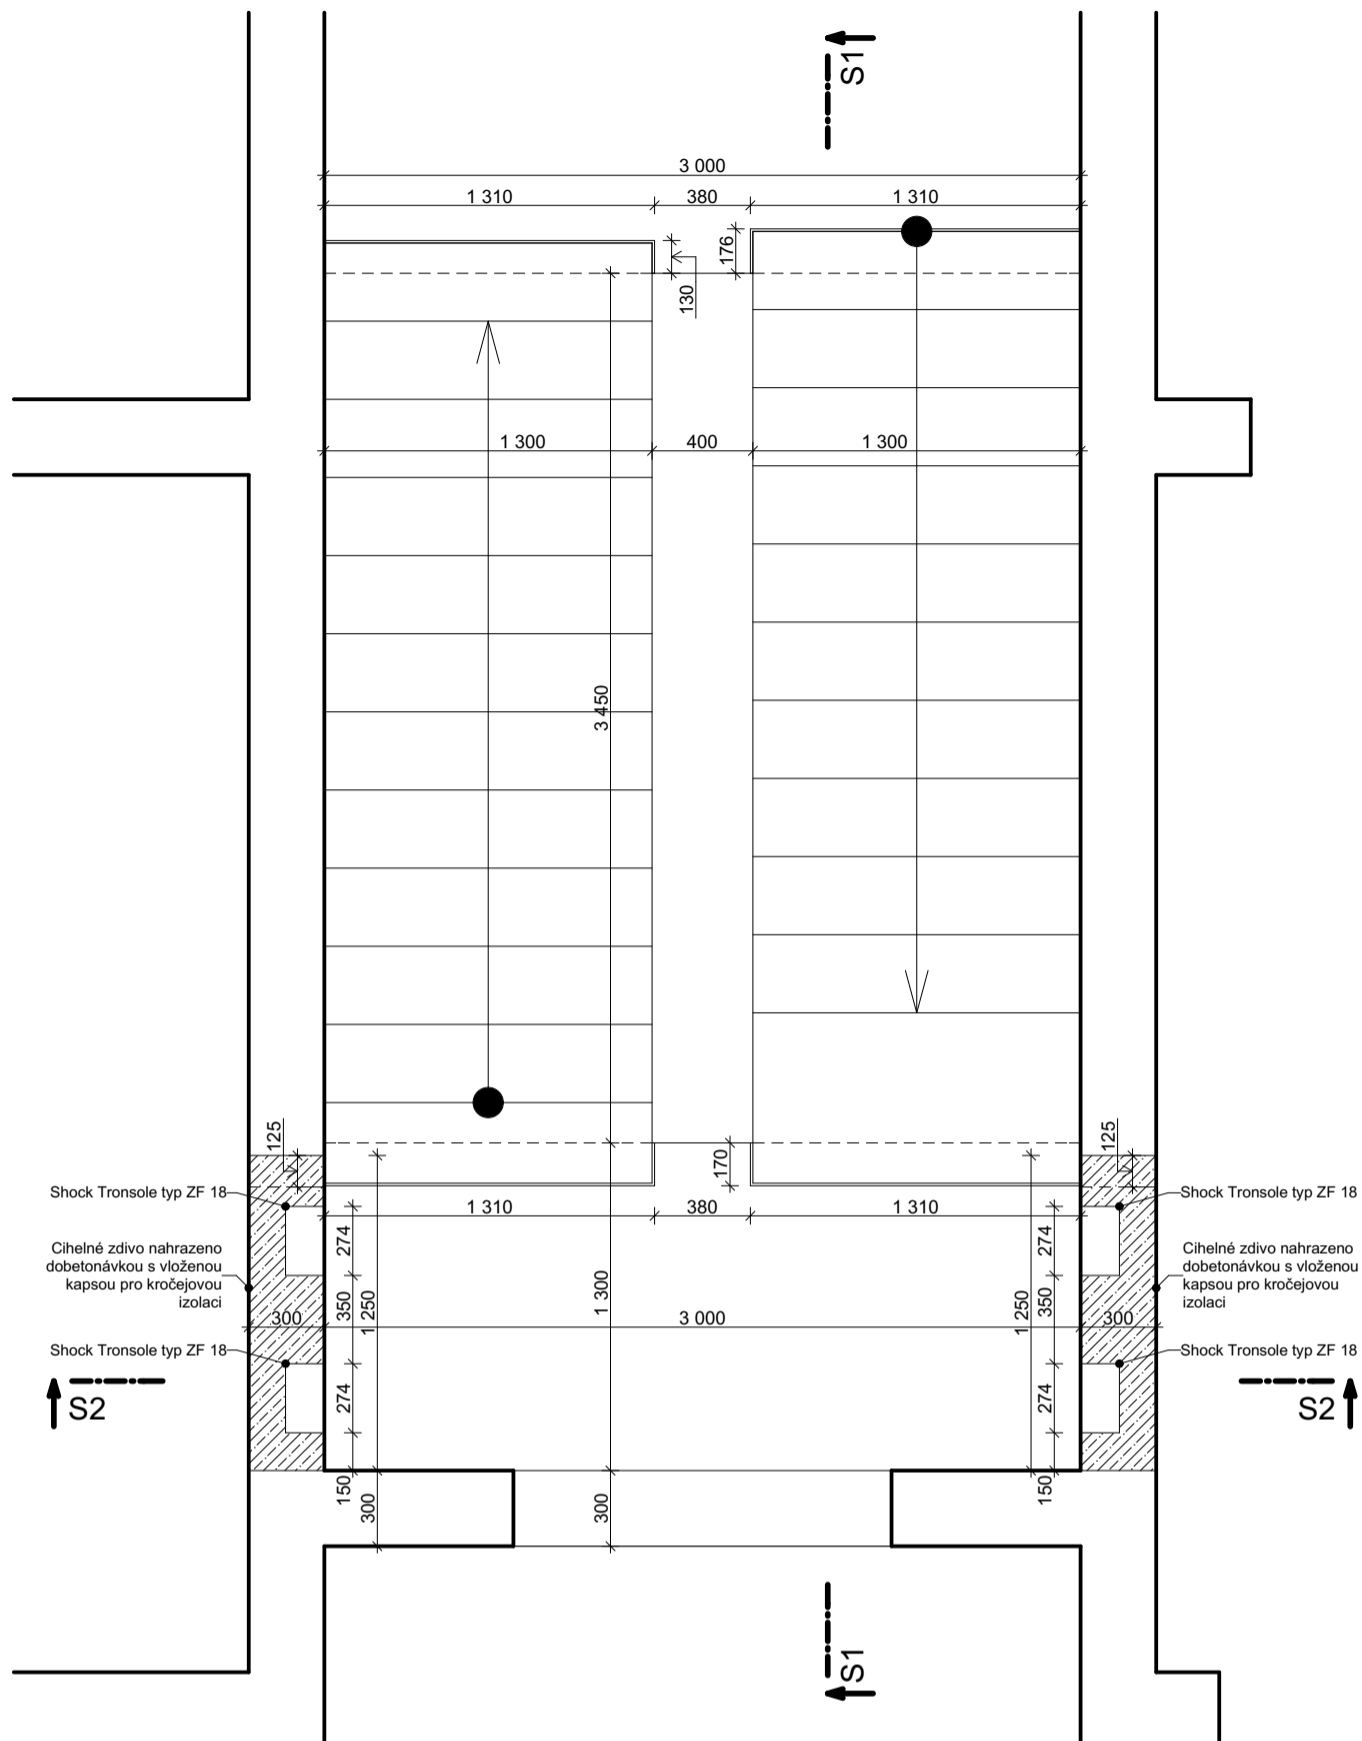 S1
3 000
1 310
380
1 310
176
130
1 300
400
1 300
3 450
125
125
170
Shock Tronsole typ ZF 18
Shock Tronsole typ ZF 18
1 310
380
1 310
274
274
Cihelné zdivo nahrazeno
dobetonávkou s vloženou
kapsou pro kročejovou
izolaci
Cihelné zdivo nahrazeno
dobetonávkou s vloženou
kapsou pro kročejovou
izolaci
350
1 250
1 300
1 250
350
300
3 000
300
Shock Tronsole typ ZF 18
Shock Tronsole typ ZF 18
S2
274
274
S2
150
300
300
150
S1